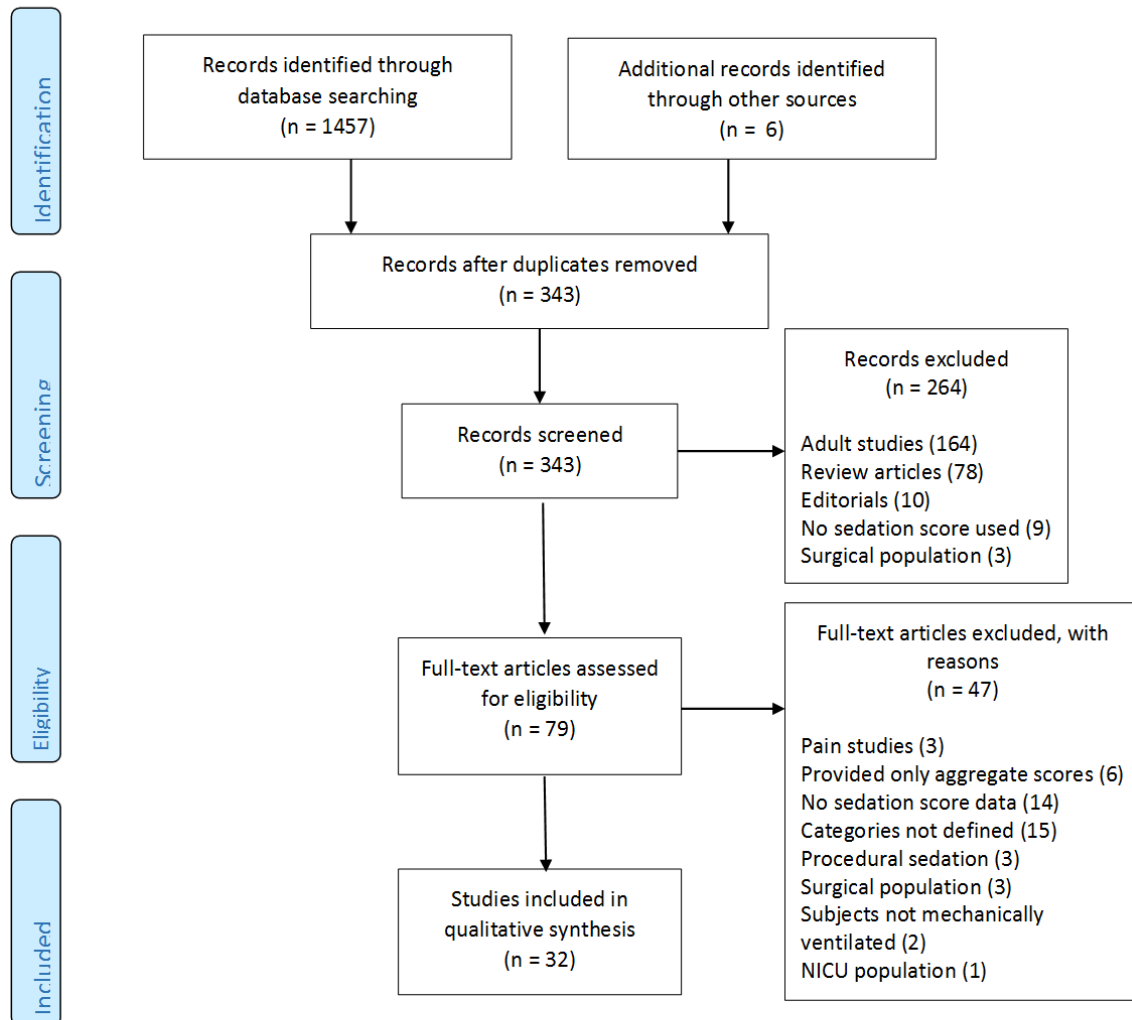 Identification
Records identified through
database searching
(n = 1457)
Additional records identified
through other sources
(n = 6)
Records after duplicates removed
(n = 343)
Screening
Records screened
(n = 343)
Records excluded
(n = 264)
Adult studies (164)
Review articles (78)
Editorials (10)
No sedation score used (9)
Surgical population (3)
Eligibility
Full-text articles assessed
for eligibility
(n = 79)
Full-text articles excluded, with
reasons
(n = 47)
Pain studies (3)
Provided only aggregate scores (6)
No sedation score data (14)
Categories not defined (15)
Procedural sedation (3)
Surgical population (3)
Subjects not mechanically
ventilated (2)
NICU population (1)
Included
Studies included in
qualitative synthesis
(n = 32)